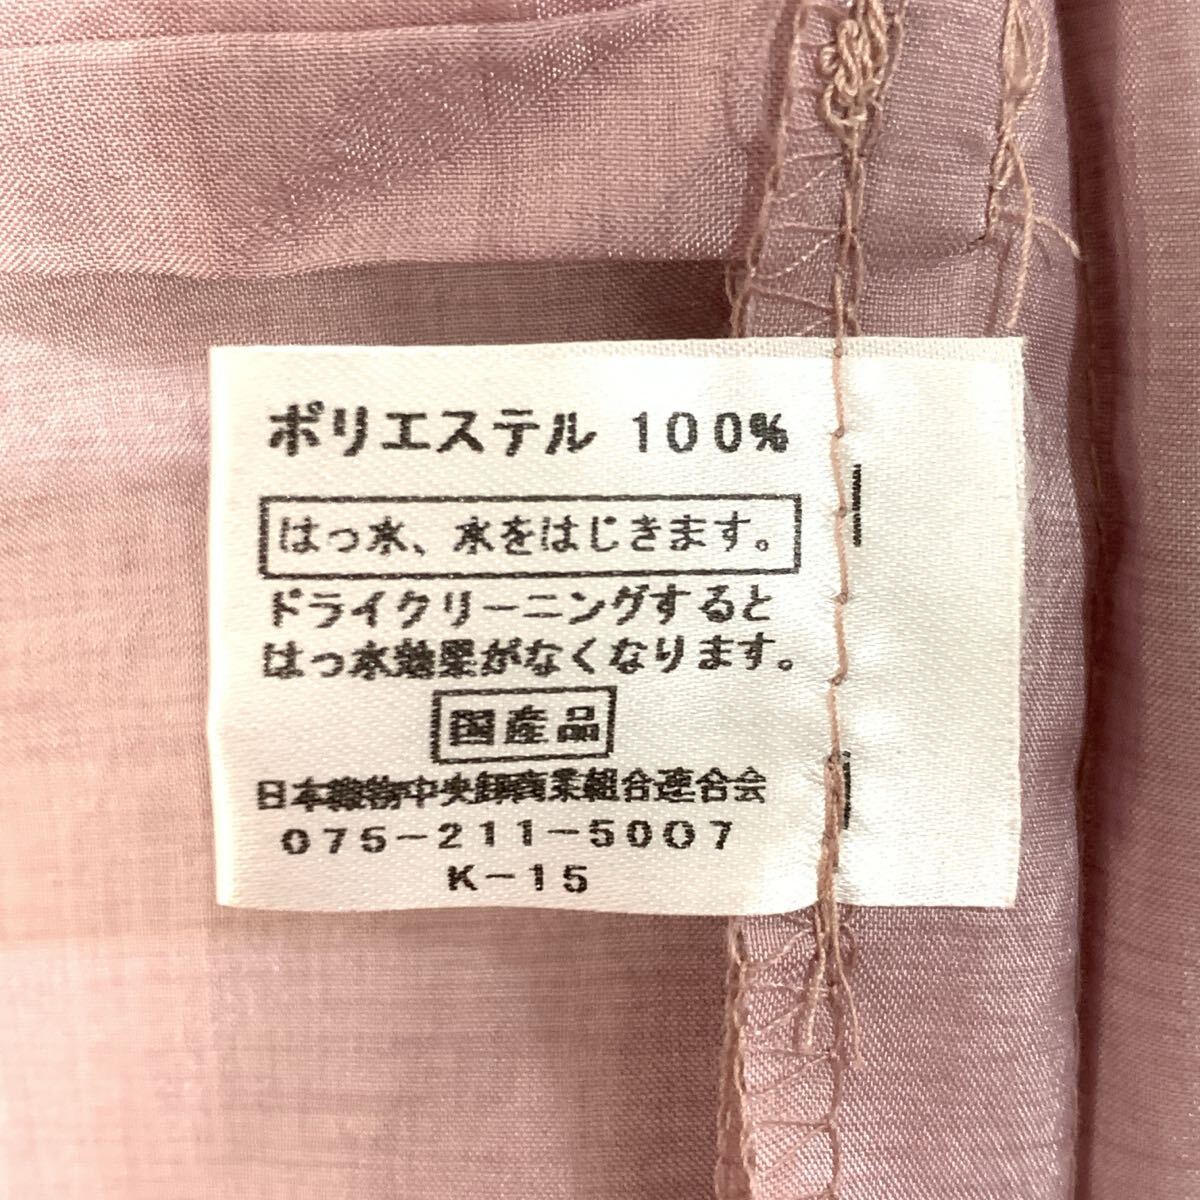 ポリエステル 100%
はっ水、水をはじきます。
ドライクリーニングすると
はっ水効果がなくなります。
国産品
日本織物中央卸商業組合連合会
075-211-5007
K-15